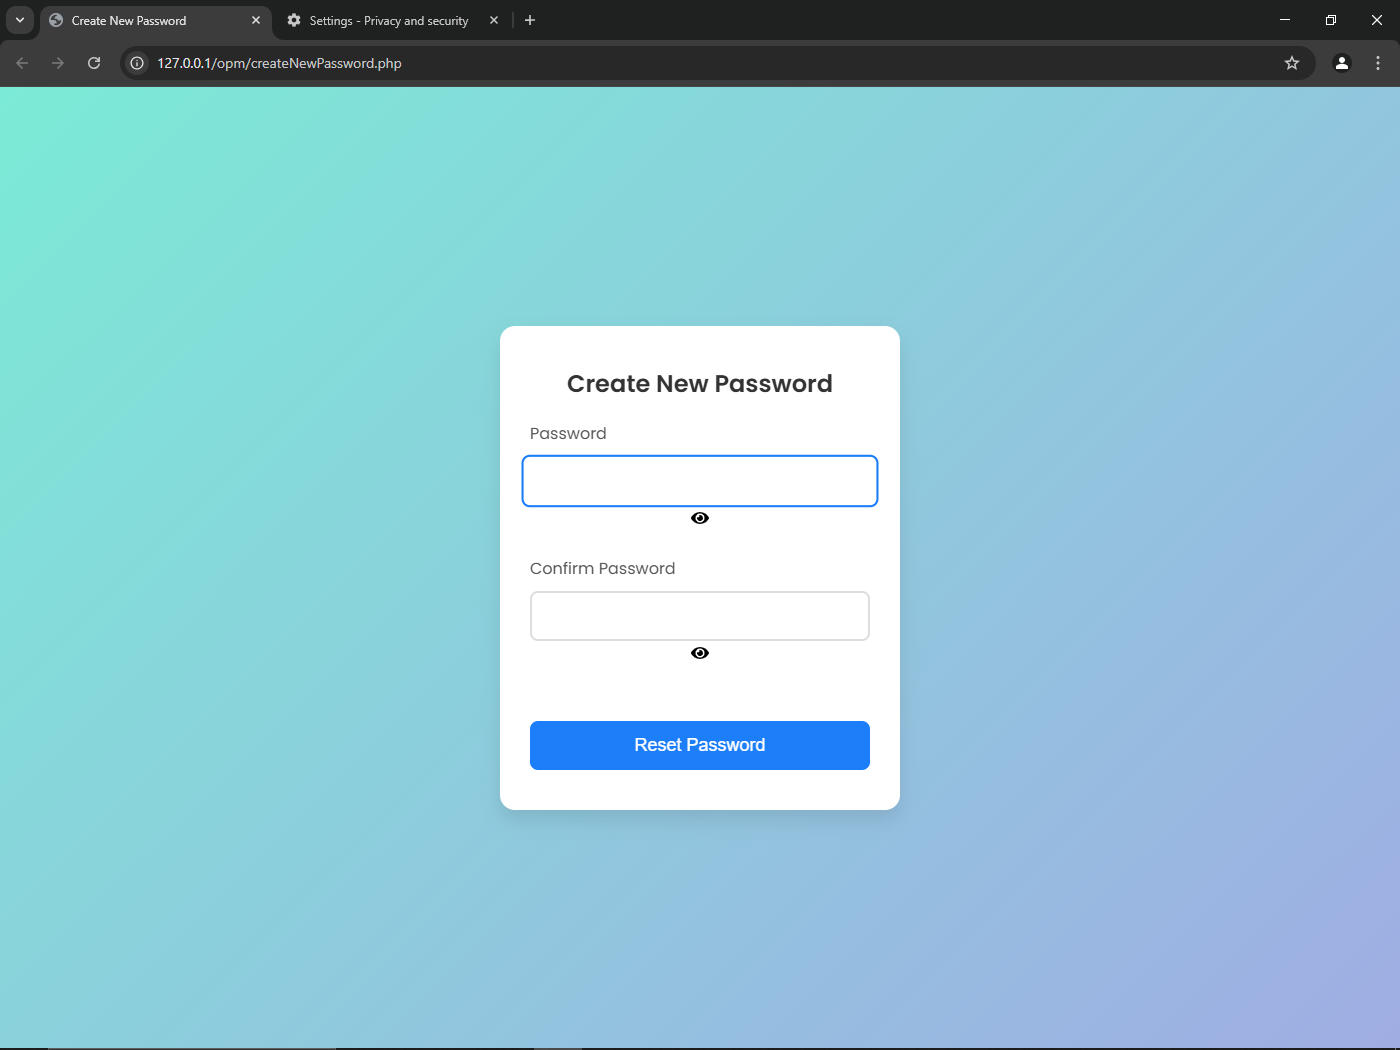 Create New Password
Settings - Privacy and security
127.0.0.1/opm/createNewPassword.php
Create New Password
Password
Confirm Password
Reset Password